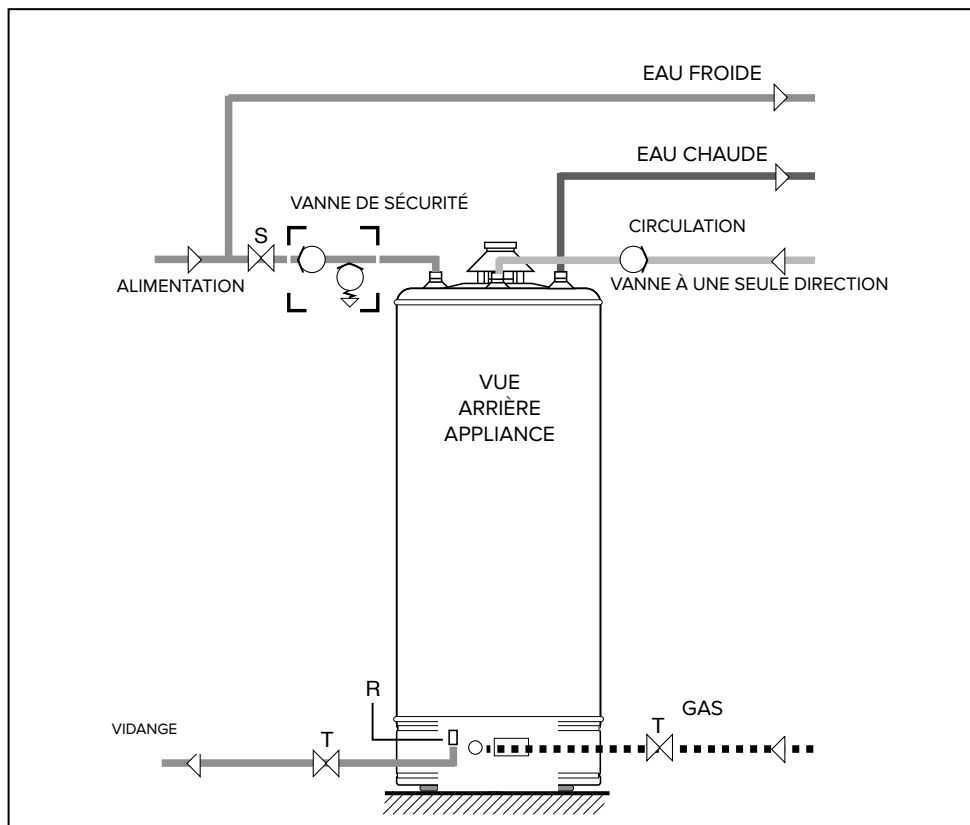 EAU FROIDE
EAU CHAUDE
VANNE DE SÉCURITÉ
S
CIRCULATION
ALIMENTATION
VANNE À UNE SEULE DIRECTION
VUE
ARRIÈRE
APPLIANCE
R
GAS
VIDANGE
T
T